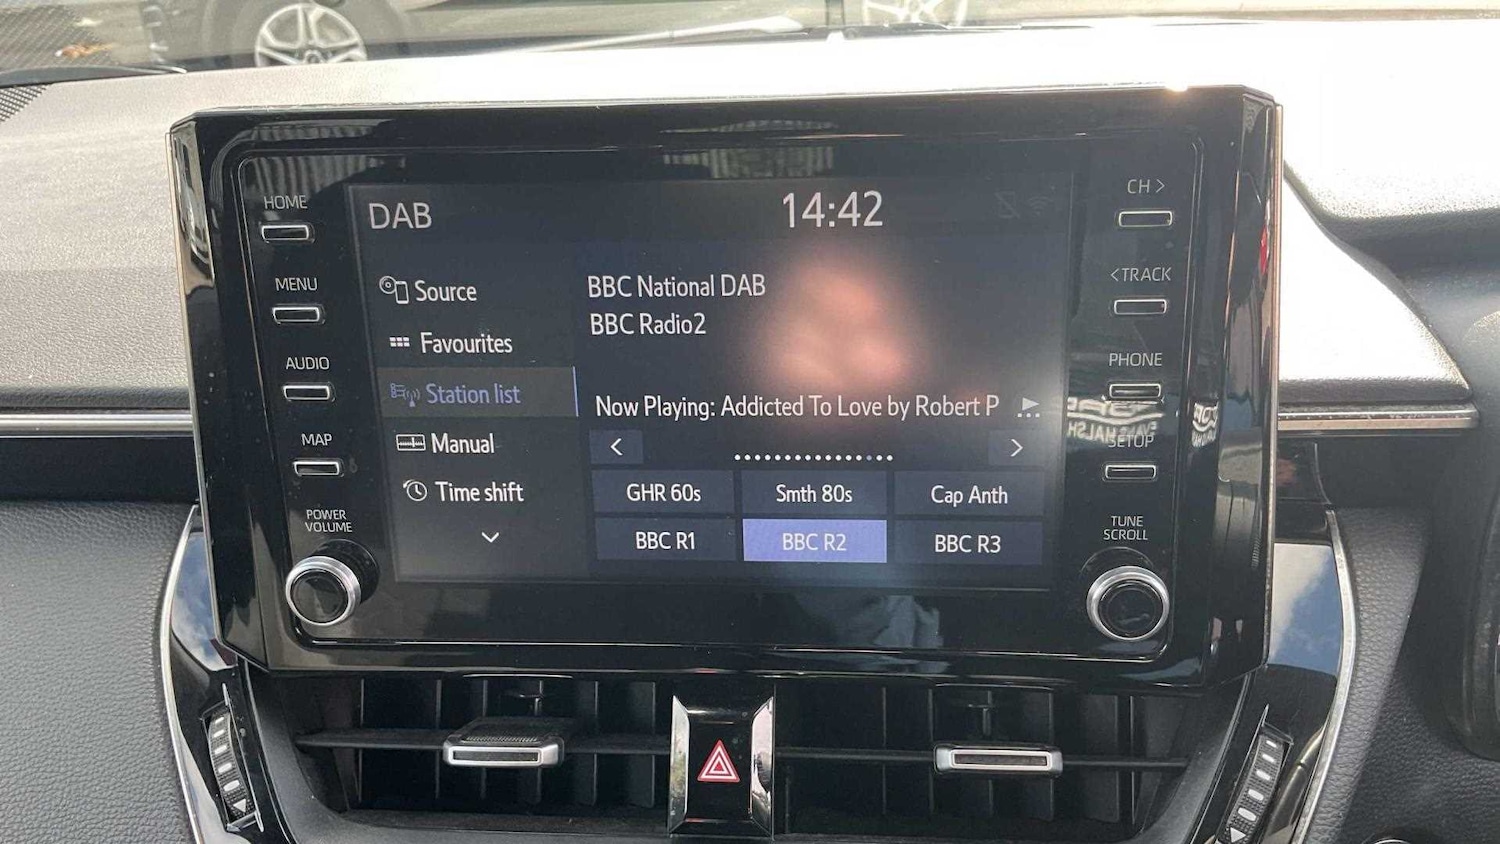 HOME
MENU
AUDIO
MAP
POWER
VOLUME
DAB
14:42
Source
Favourites
Station list
Manual
Time shift
BBC National DAB
BBC Radio2
Now Playing: Addicted To Love by Robert P
<
>
GHR 60s
Smth 80s
Cap Anth
BBC R1
BBC R2
BBC R3
CH >
< TRACK
PHONE
SETUP
TUNE
SCROLL